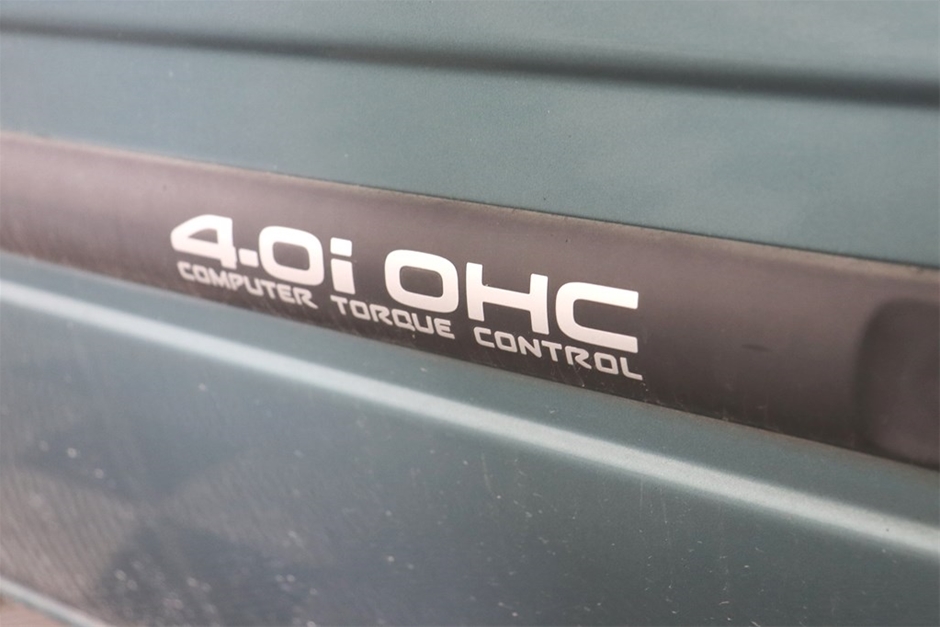 4.0i OHC
COMPUTER TORQUE CONTROL